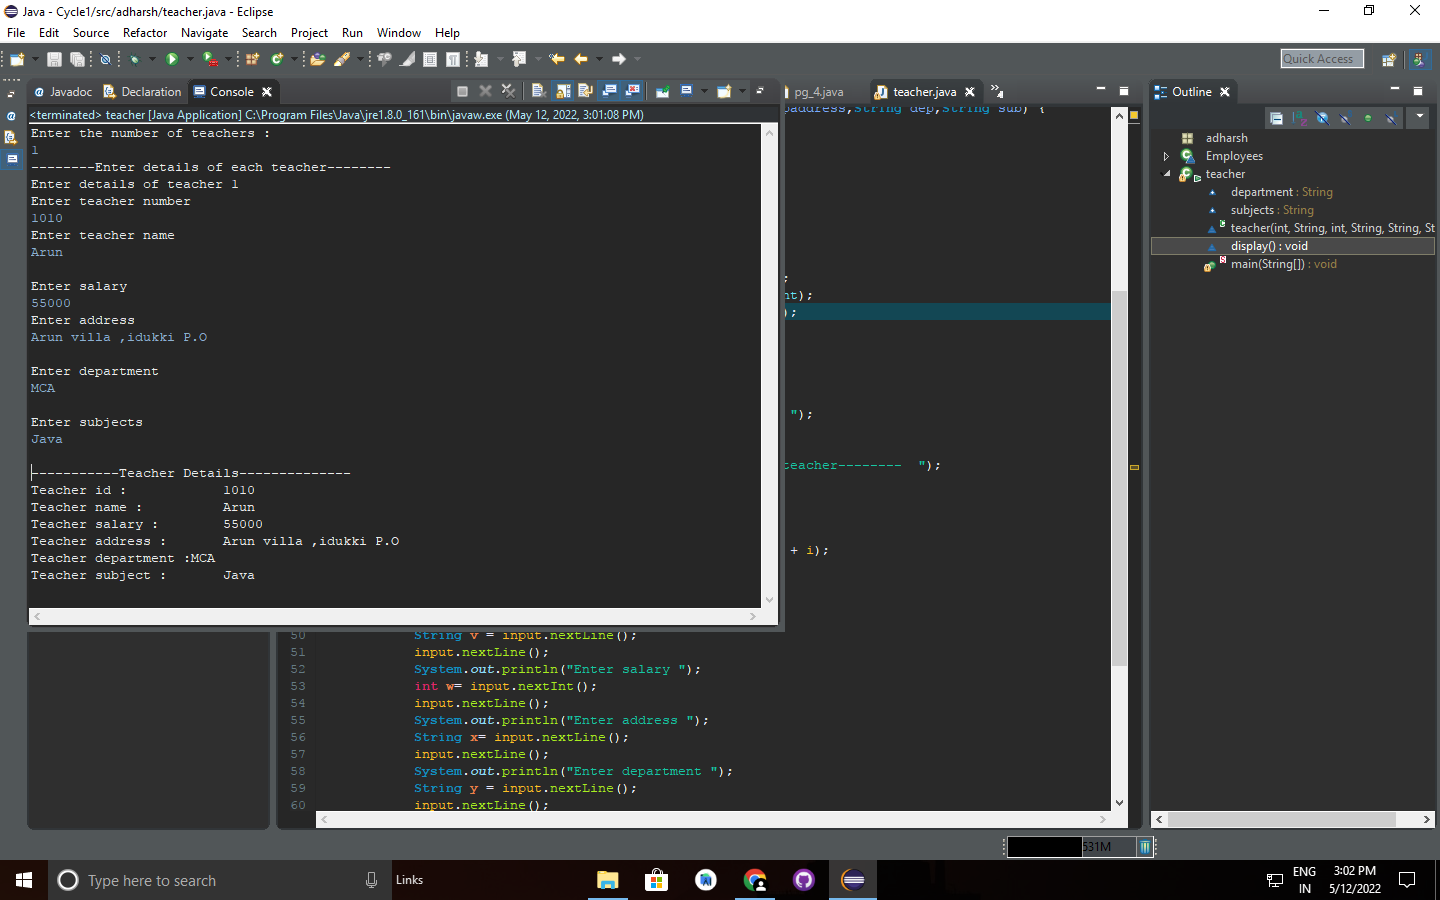 Java - Cycle1/src/adharsh/teacher.java - Eclipse
File Edit Source Refactor Navigate Search Project Run Window Help
Quick Access
Javadoc Declaration Console
pg_4.java teacher.java
Outline
<terminated> teacher [Java Application] C:\Program Files\Java\jre1.8.0_161\bin\javaw.exe (May 12, 2022, 3:01:08 PM)
Enter the number of teachers :
1
--------Enter details of each teacher--------
Enter details of teacher 1
Enter teacher number
1010
Enter teacher name
Arun
Enter salary
55000
Enter address
Arun villa ,idukki P.O
Enter department
MCA
Enter subjects
Java
-----------Teacher Details--------------
Teacher id : 1010
Teacher name : Arun
Teacher salary : 55000
Teacher address : Arun villa ,idukki P.O
Teacher department :MCA
Teacher subject : Java
address,String dep,String sub) {
;
nt);
);
");
teacher-------- ");
+ i);
50 String v = input.nextLine();
51 input.nextLine();
52 System.out.println("Enter salary ");
53 int w= input.nextInt();
54 input.nextLine();
55 System.out.println("Enter address ");
56 String x= input.nextLine();
57 input.nextLine();
58 System.out.println("Enter department ");
59 String y = input.nextLine();
60 input.nextLine();
adharsh
Employees
teacher
department : String
subjects : String
teacher(int, String, int, String, String, St
display() : void
main(String[]) : void
531M
Type here to search
Links
ENG
IN
3:02 PM
5/12/2022